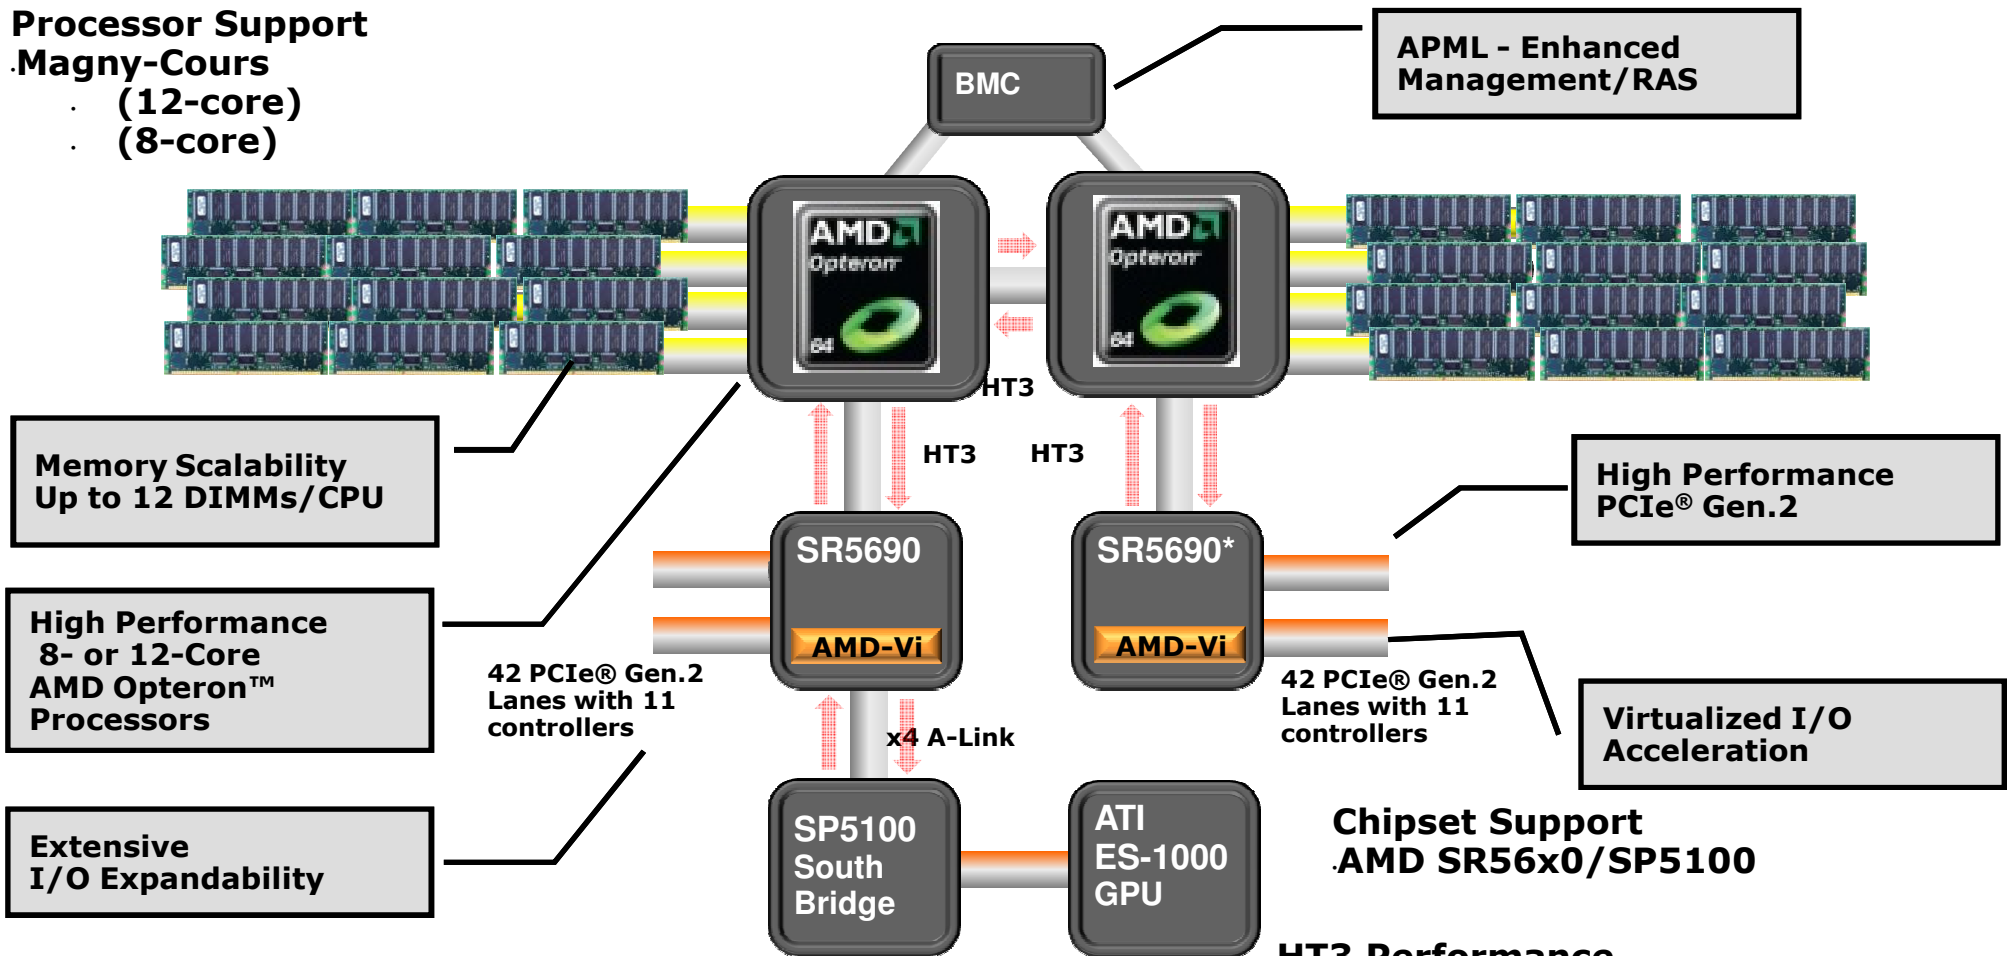 Processor Support
·Magny-Cours
· (12-core)
· (8-core)
BMC
APML - Enhanced
Management/RAS
AMD
Opteron
64
AMD
Opteron
64
HT3
HT3
HT3
Memory Scalability
Up to 12 DIMMs/CPU
High Performance
PCIe® Gen.2
SR5690
AMD-Vi
SR5690*
AMD-Vi
High Performance
8- or 12-Core
AMD Opteron™
Processors
42 PCIe® Gen.2
Lanes with 11
controllers
42 PCIe® Gen.2
Lanes with 11
controllers
Virtualized I/O
Acceleration
x4 A-Link
Extensive
I/O Expandability
SP5100
South
Bridge
ATI
ES-1000
GPU
Chipset Support
·AMD SR56x0/SP5100
HT3 Performance